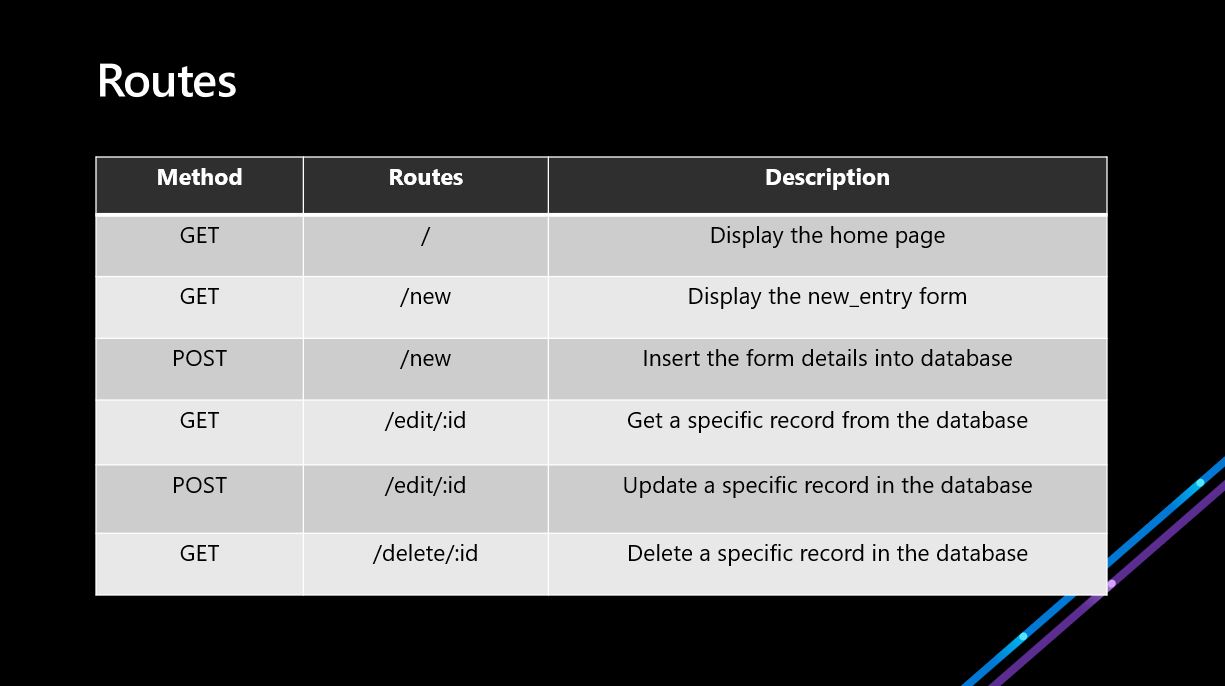 Routes
Method Routes Description
GET / Display the home page
GET /new Display the new_entry form
POST /new Insert the form details into database
GET /edit/:id Get a specific record from the database
POST /edit/:id Update a specific record in the database
GET /delete/:id Delete a specific record in the database